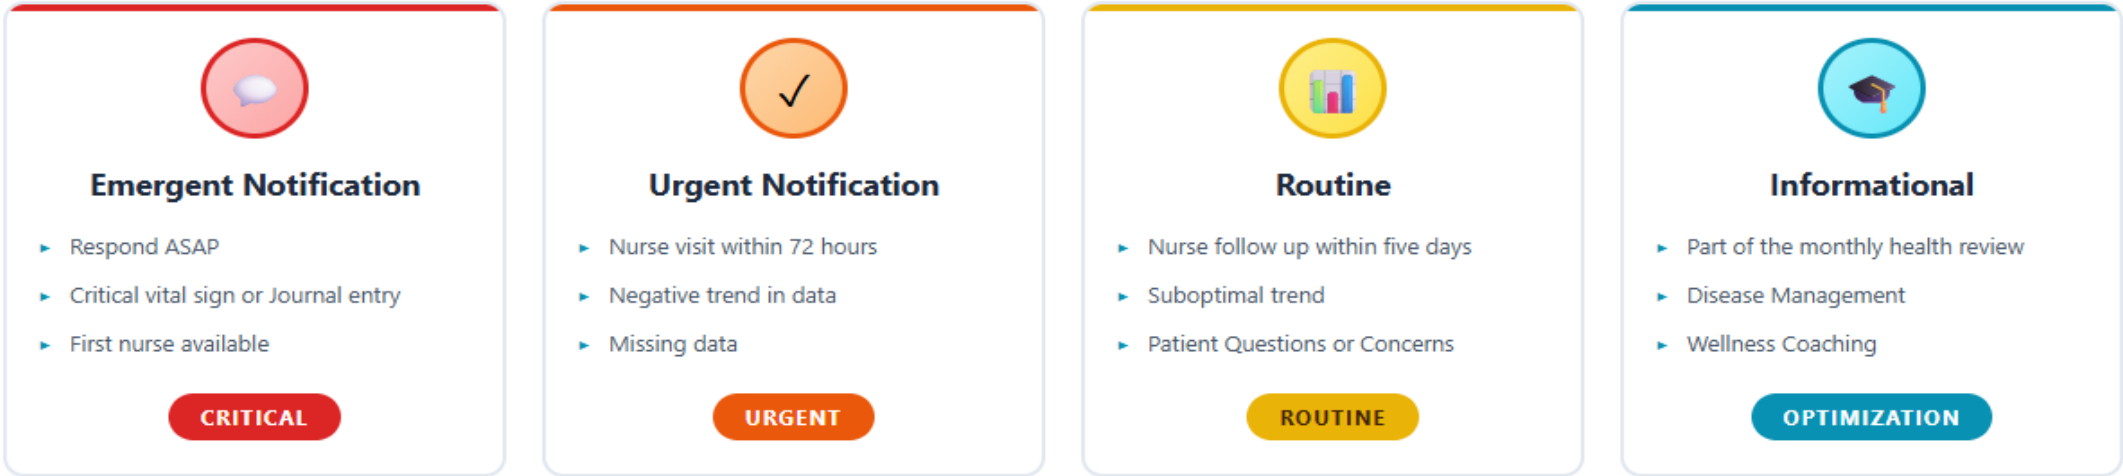 Emergent Notification
► Respond ASAP
► Critical vital sign or Journal entry
► First nurse available
CRITICAL
Urgent Notification
► Nurse visit within 72 hours
► Negative trend in data
► Missing data
URGENT
Routine
► Nurse follow up within five days
► Suboptimal trend
► Patient Questions or Concerns
ROUTINE
Informational
► Part of the monthly health review
► Disease Management
► Wellness Coaching
OPTIMIZATION